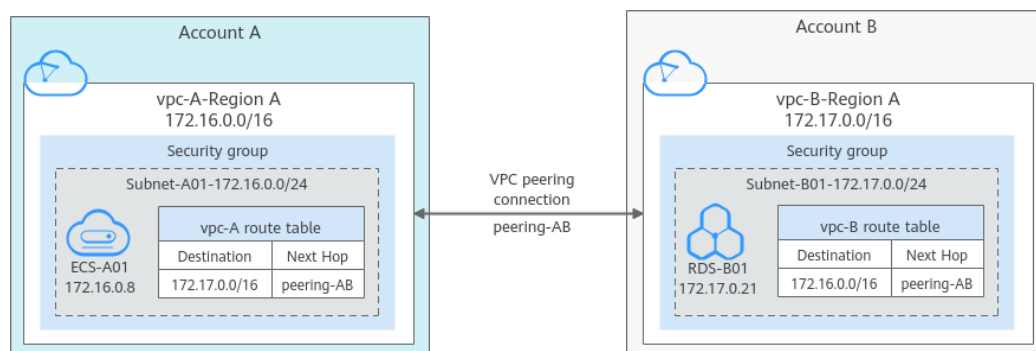 Account A
vpc-A-Region A
172.16.0.0/16
Security group
Subnet-A01-172.16.0.0/24
ECS-A01
172.16.0.8
vpc-A route table
Destination Next Hop
172.17.0.0/16 peering-AB
VPC peering
connection
peering-AB
Account B
vpc-B-Region A
172.17.0.0/16
Security group
Subnet-B01-172.17.0.0/24
RDS-B01
172.17.0.21
vpc-B route table
Destination Next Hop
172.16.0.0/16 peering-AB